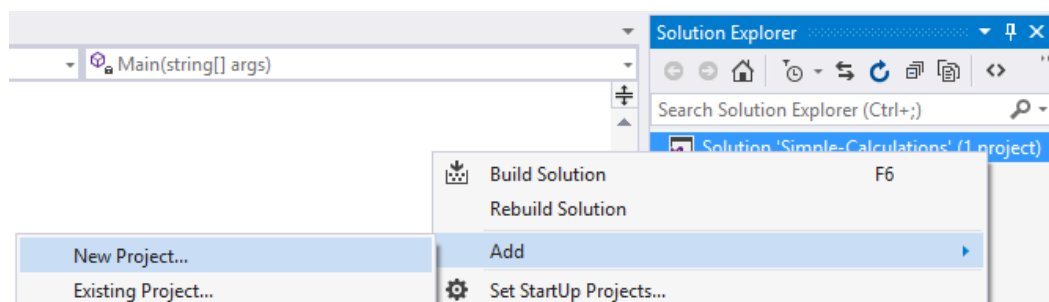 Solution Explorer
Main(string[] args)
Search Solution Explorer (Ctrl+;)
Solution 'Simple-Calculations' (1 project)
Build Solution F6
Rebuild Solution
Add
New Project...
Existing Project...
Set StartUp Projects...